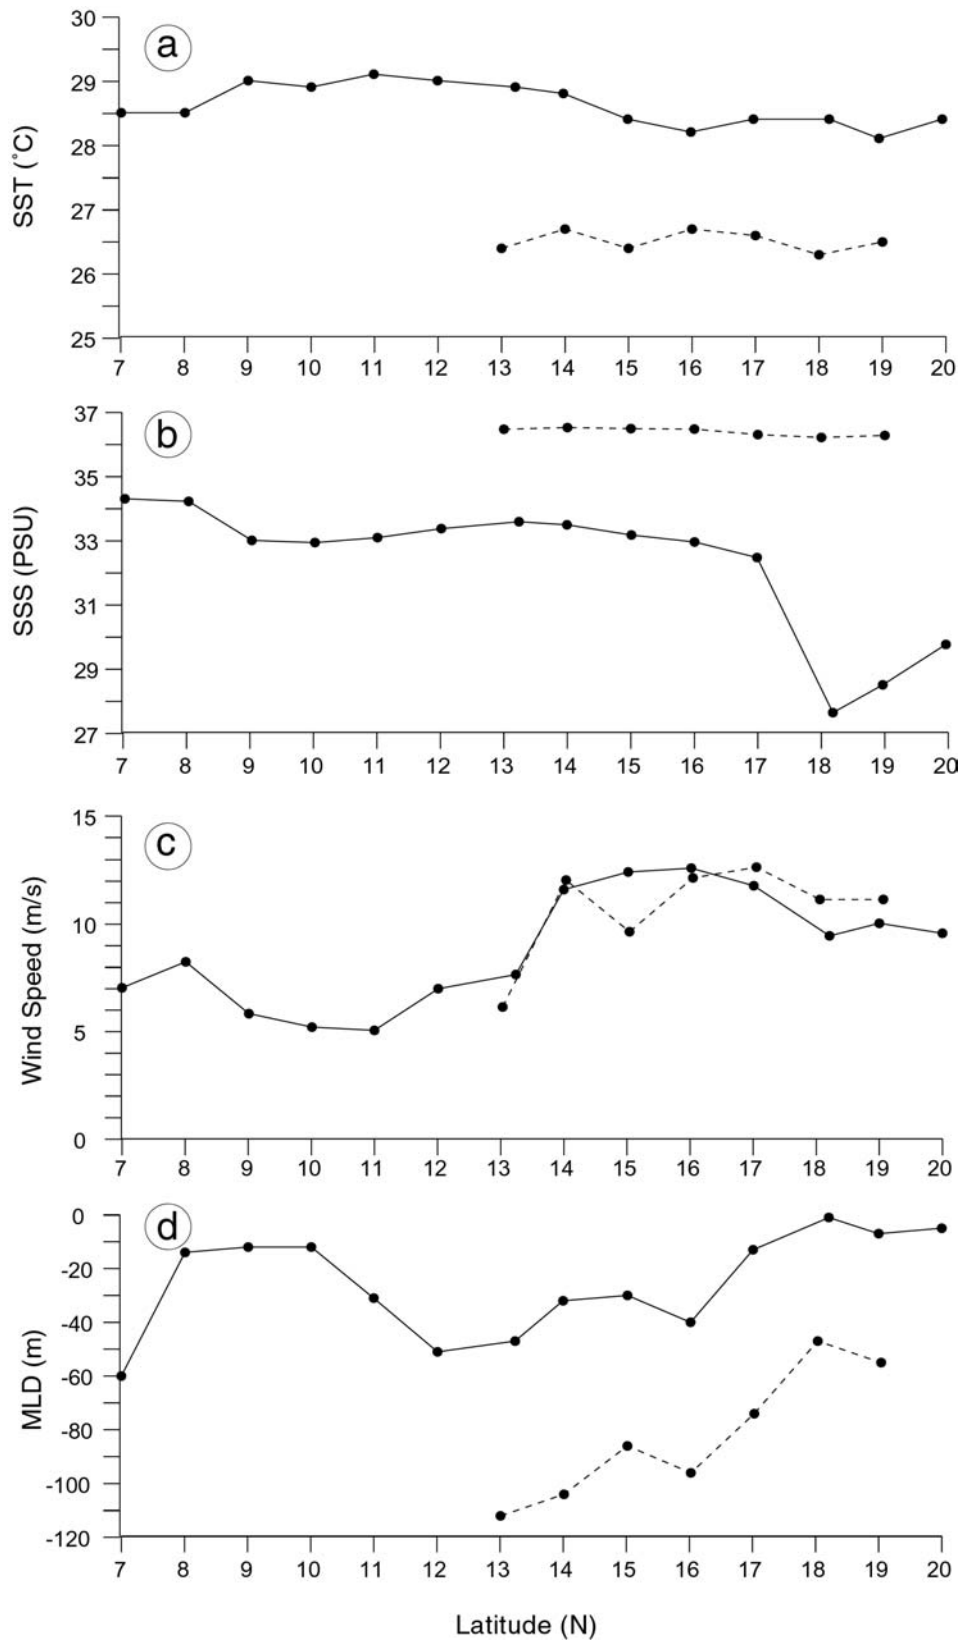 a
30
29
28
27
26
25
SST (˚C)
7 8 9 10 11 12 13 14 15 16 17 18 19 20
b
37
35
33
31
29
27
SSS (PSU)
7 8 9 10 11 12 13 14 15 16 17 18 19 20
c
15
10
5
0
Wind Speed (m/s)
7 8 9 10 11 12 13 14 15 16 17 18 19 20
d
0
-20
-40
-60
-80
-100
-120
MLD (m)
7 8 9 10 11 12 13 14 15 16 17 18 19 20
Latitude (N)